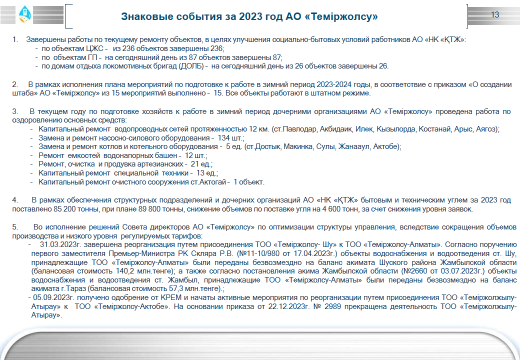 Знаковые события за 2023 год АО «Теміржолсу»
13
1. Завершены работы по текущему ремонту объектов, в целях улучшения социально-бытовых условий работников АО «НК «ҚТЖ»:
- по объектам ЦЖС - из 236 объектов завершены 236;
- по объектам ГП – на сегодняшний день из 87 объектов завершены 87;
- по домам отдыха локомотивных бригад (ДОЛБ) – на сегодняшний день из 26 объектов завершены 26.
2. В рамках исполнения плана мероприятий по подготовке к работе в зимний период 2023-2024 годы, в соответствие с приказом «О создании
штаба» АО «Теміржолсу» из 15 мероприятий выполнено - 15. Все объекты работают в штатном режиме.
3. В текущем году по подготовке хозяйств к работе в зимний период дочерними организациями АО «Теміржолсу» проведена работа по
оздоровлению основных средств:
- Капитальный ремонт водопроводных сетей протяженностью 12 км. (ст.Павлодар, Акбидаик, Илек, Кызылорда, Костанай, Арыс, Аягоз);
- Замена и ремонт насосно-силового оборудования - 134 шт.;
- Замена и ремонт котлов и котельного оборудования - 5 ед. (ст.Достык, Макинка, Сулы, Жанааул, Актобе);
- Ремонт емкостей водонапорных башен - 12 шт.;
- Ремонт, очистка и продувка артезианских - 21 ед.;
- Капитальный ремонт специальной техники - 13 ед.;
- Капитальный ремонт очистного сооружения ст.Актогай - 1 объект.
4. В рамках обеспечения структурных подразделений и дочерних организаций АО «НК «ҚТЖ» бытовым и техническим углем за 2023 год
поставлено 85 200 тонны, при плане 89 800 тонны, снижение объемов по поставке угля на 4 600 тонн, за счет снижения уровня заявок.
5. Во исполнение решений Совета директоров АО «Теміржолсу» по оптимизации структуры управления, вследствие сокращения объемов
производства и низкого уровня регулируемых тарифов:
- 31.03.2023г. завершена реорганизация путем присоединения ТОО «Теміржолсу- Шу» к ТОО «Теміржолсу-Алматы». Согласно поручению
первого заместителя Премьер-Министра РК Скляра Р.В. (№11-10/980 от 17.04.2023г.) объекты водоснабжения и водоотведения ст. Шу,
принадлежащие ТОО «Теміржолсу-Алматы» были переданы безвозмездно на баланс акимата Шуского района Жамбылской области
(балансовая стоимость 140,2 млн.тенге); а также согласно постановления акима Жамбылской области (№2660 от 03.07.2023г.) объекты
водоснабжения и водоотведения ст. Жамбыл, принадлежащие ТОО «Теміржолсу-Алматы» были переданы безвозмездно на баланс
акимата г.Тараз (балансовая стоимость 57,3 млн.тенге).;
- 05.09.2023г. получено одобрение от КРЕМ и начаты активные мероприятия по реорганизации путем присоединения ТОО «Теміржолжылу-
Атырау» к ТОО «Теміржолсу-Актобе». На основании приказа от 22.12.2023г. № 2989 прекращена деятельность ТОО «Теміржолжылу-
Атырау».